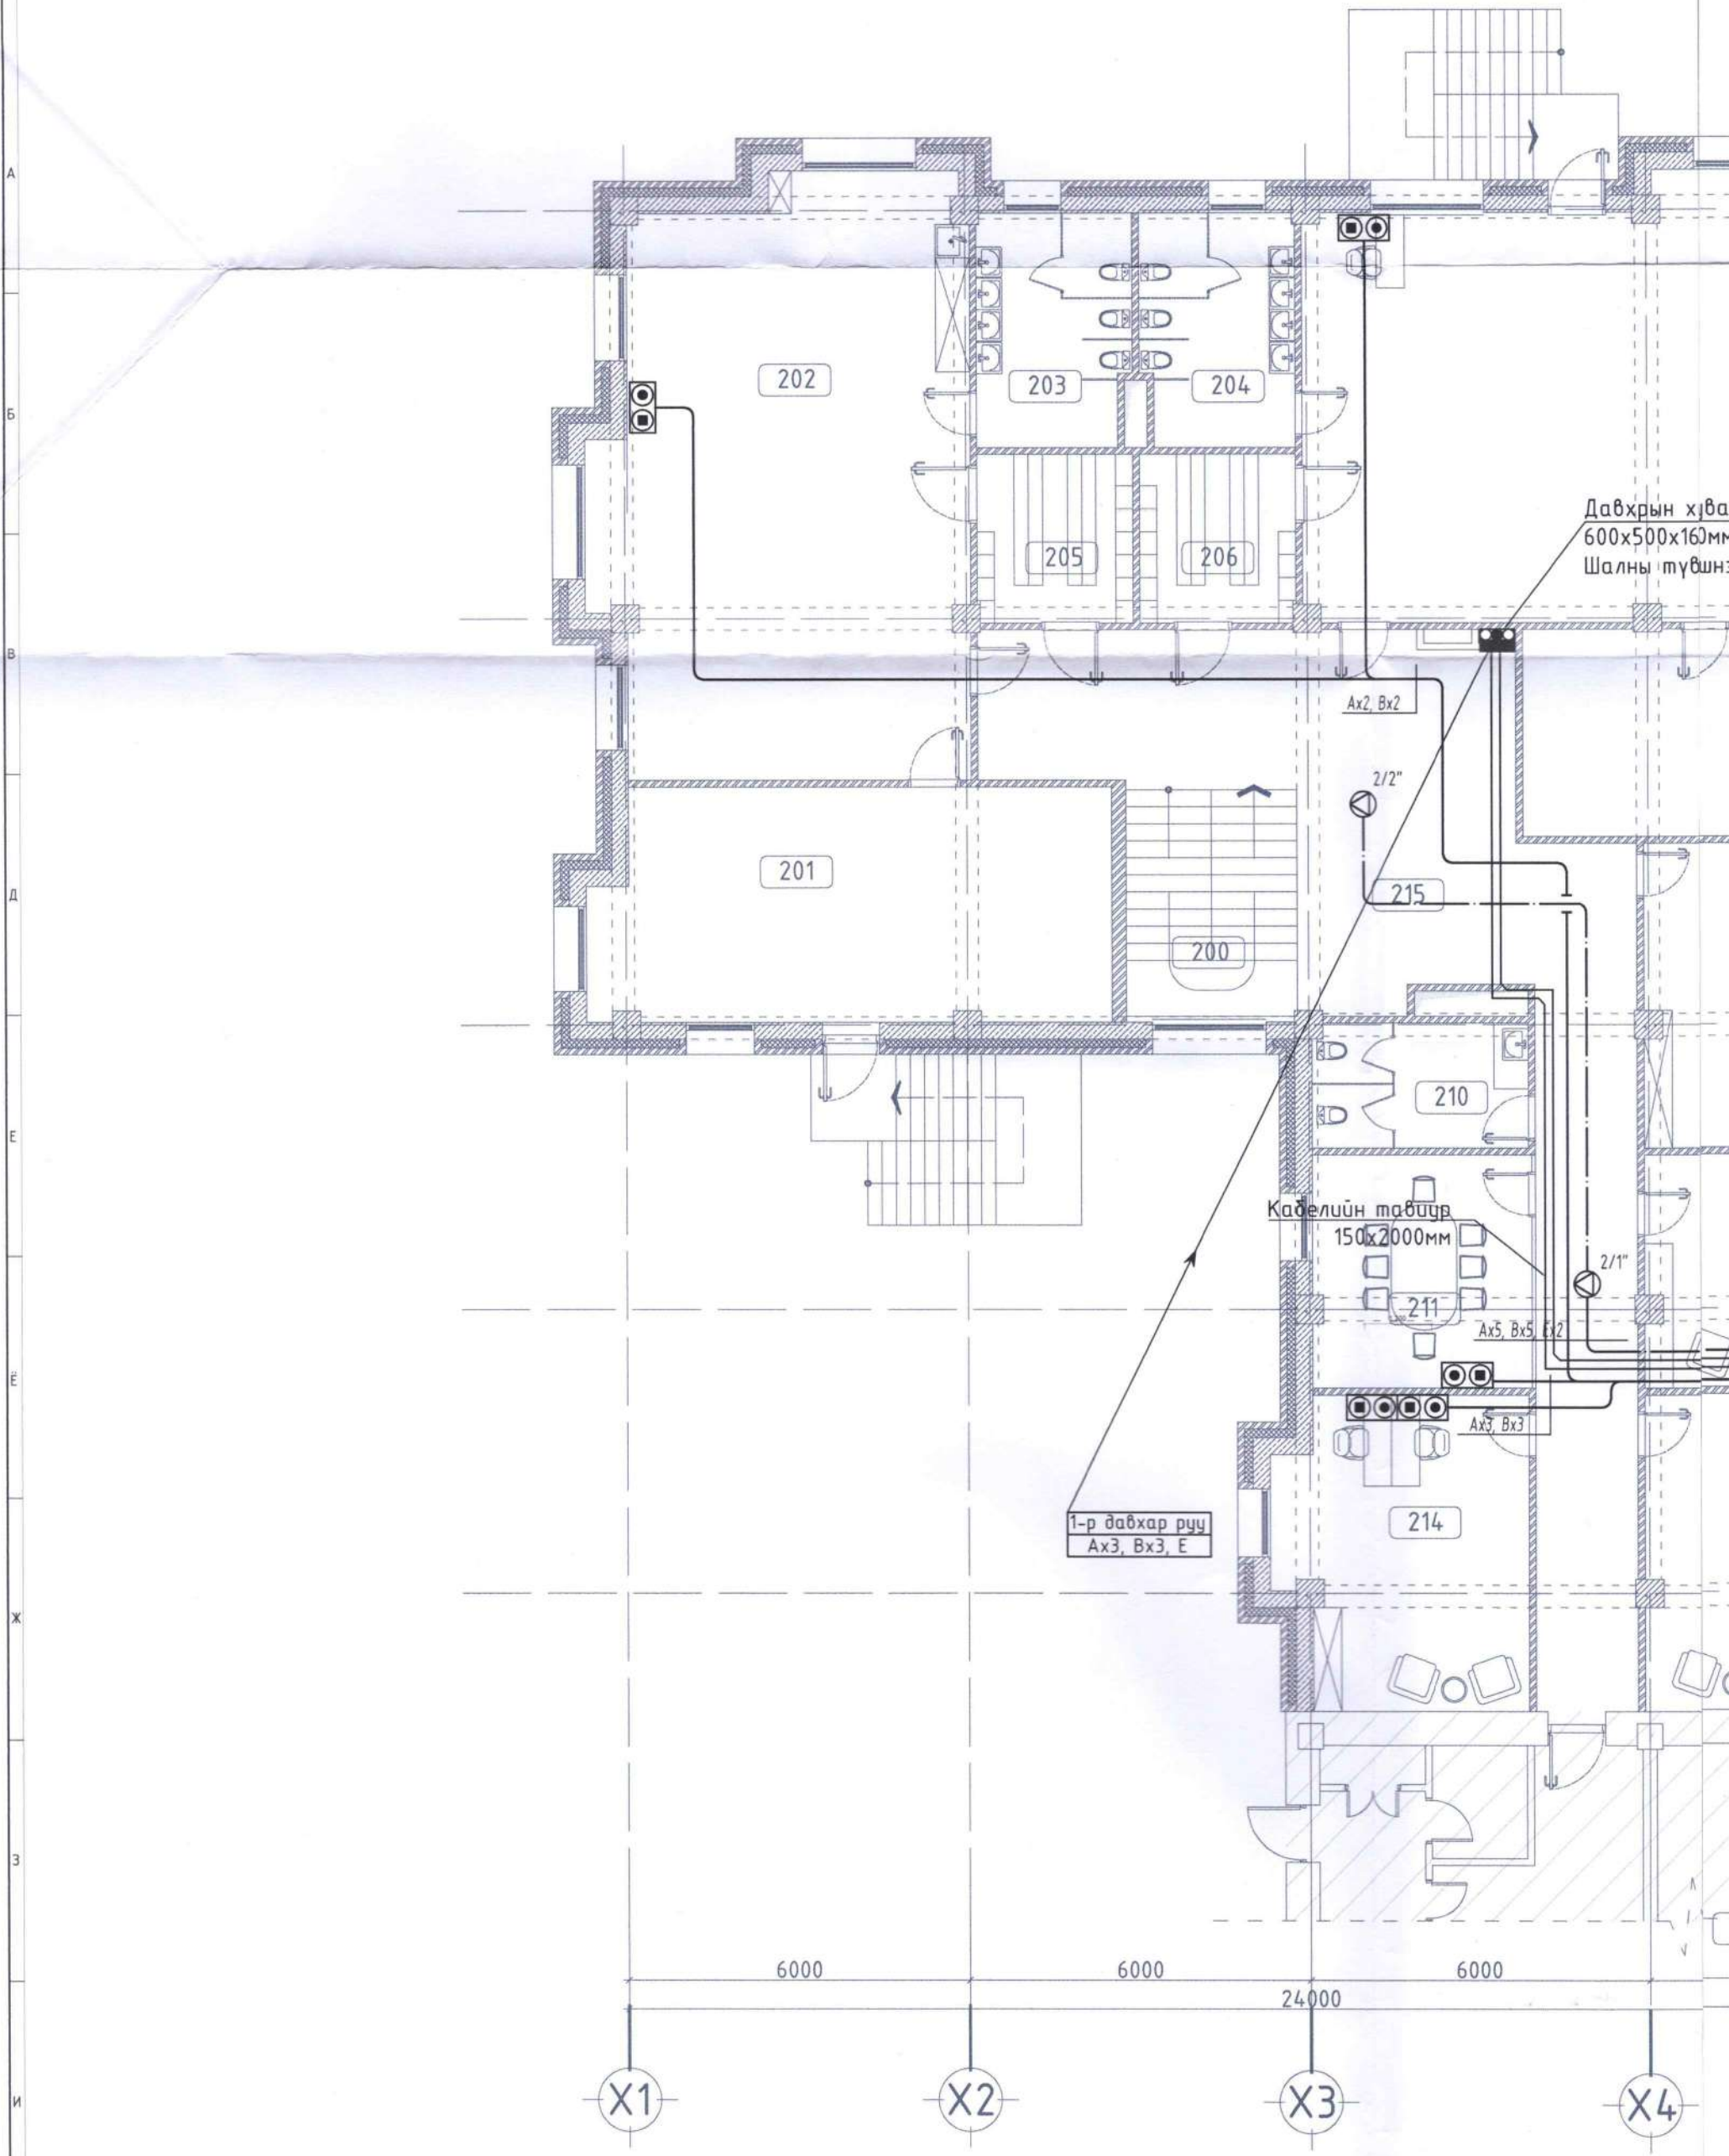 А
Б
В
Д
Е
Ё
Ж
З
И
202
203
204
205
206
600х500х160мм
Шалны
Давхрын
Ax2, Bx2
2/2"
201
215
200
210
Кабелийн тавиур
150x2000мм
2/1"
211
Ax5, Bx5, Ex2
Ax3, Bx3
214
1-р давхар руу
Ax3, Bx3, E
6000
6000
6000
24000
X1
X2
X3
X4